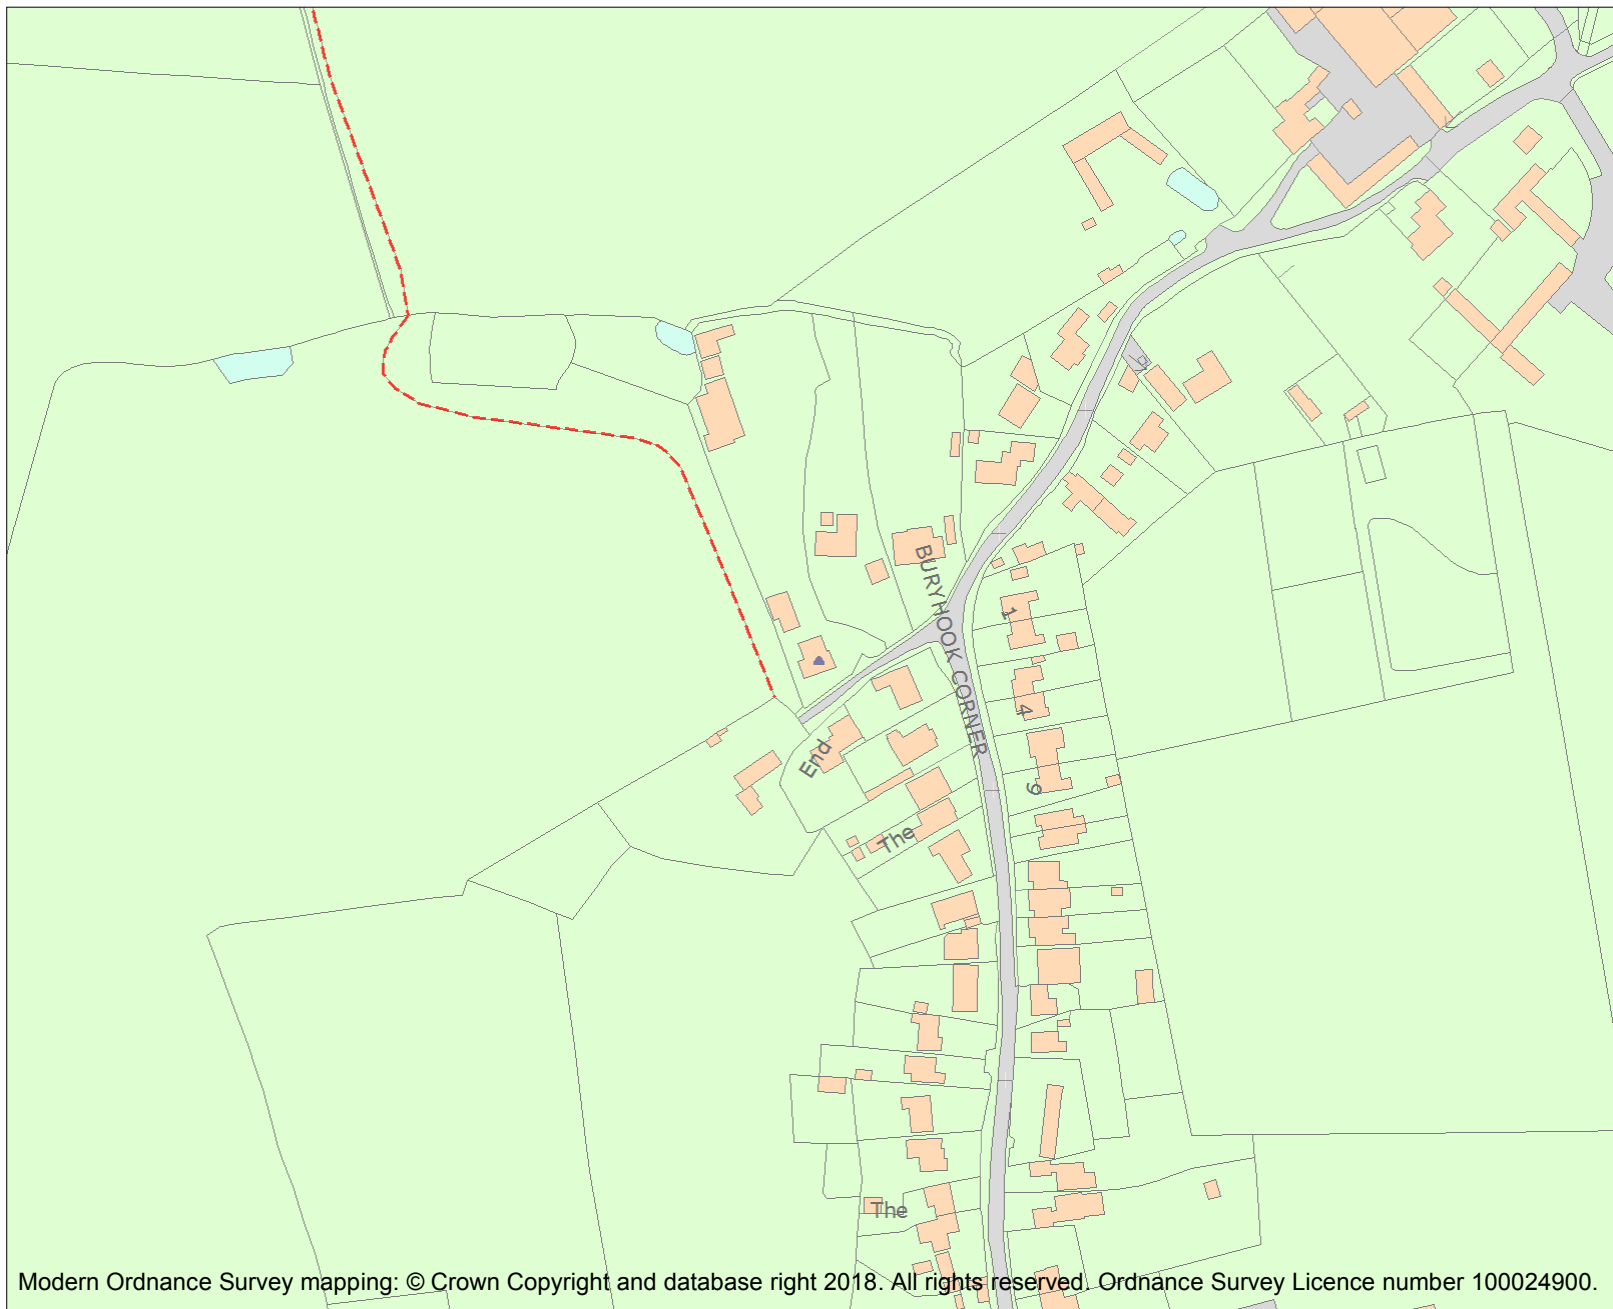 BURYHOOK CORNER
1
4
9
End
The
The
Modern Ordnance Survey mapping: © Crown Copyright and database right 2018. All rights reserved. Ordnance Survey Licence number 100024900.